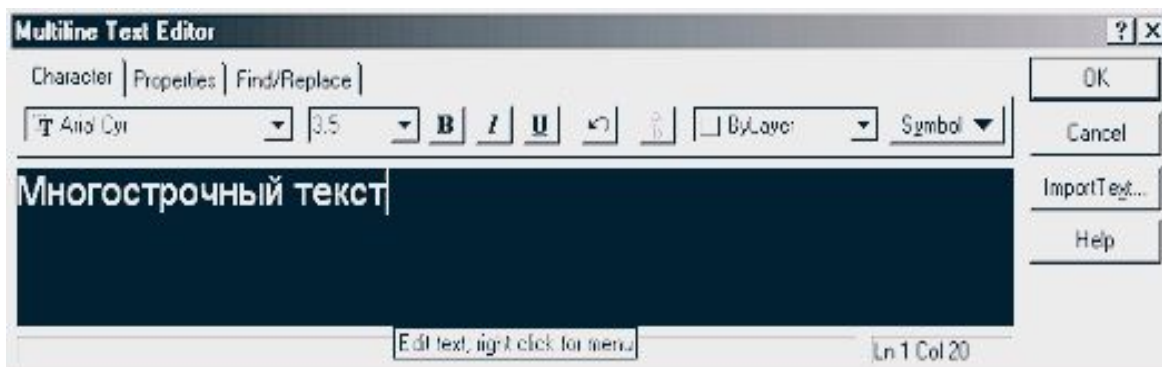 Multiline Text Editor
? X
Character Properties Find/Replace
OK
Arial Cyr 3.5 B I U ByLayer Symbol
Cancel
Многострочный текст
ImportText...
Help
Edit text, right click for menu
Ln 1 Col 20